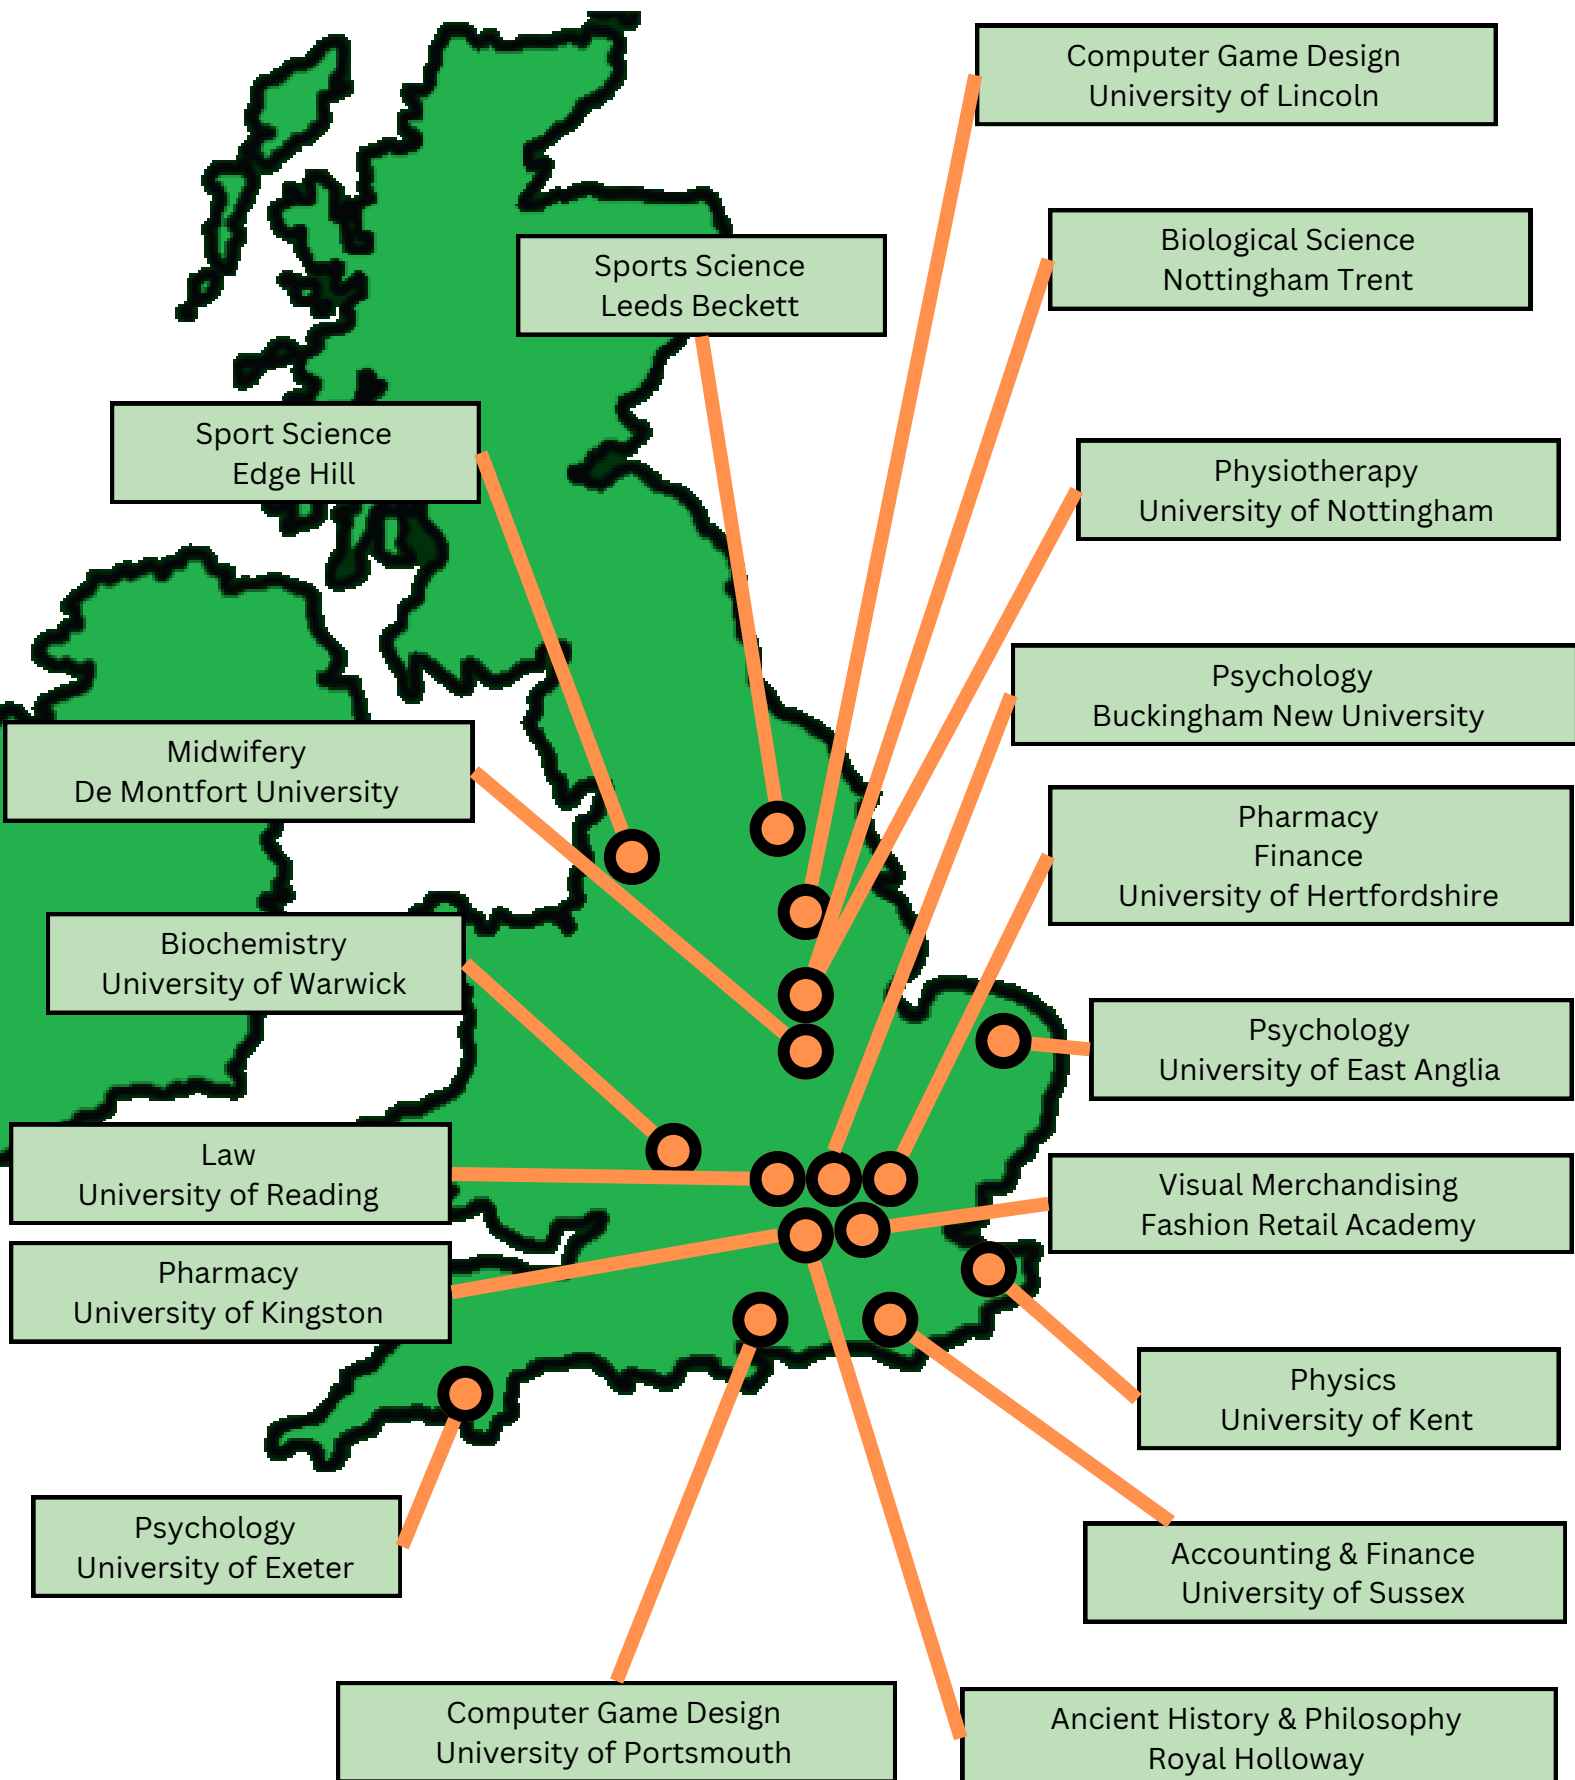 Computer Game Design
University of Lincoln
Biological Science
Nottingham Trent
Sports Science
Leeds Beckett
Sport Science
Edge Hill
Physiotherapy
University of Nottingham
Psychology
Buckingham New University
Midwifery
De Montfort University
Pharmacy
Finance
University of Hertfordshire
Biochemistry
University of Warwick
Psychology
University of East Anglia
Law
University of Reading
Visual Merchandising
Fashion Retail Academy
Pharmacy
University of Kingston
Physics
University of Kent
Psychology
University of Exeter
Accounting & Finance
University of Sussex
Computer Game Design
University of Portsmouth
Ancient History & Philosophy
Royal Holloway